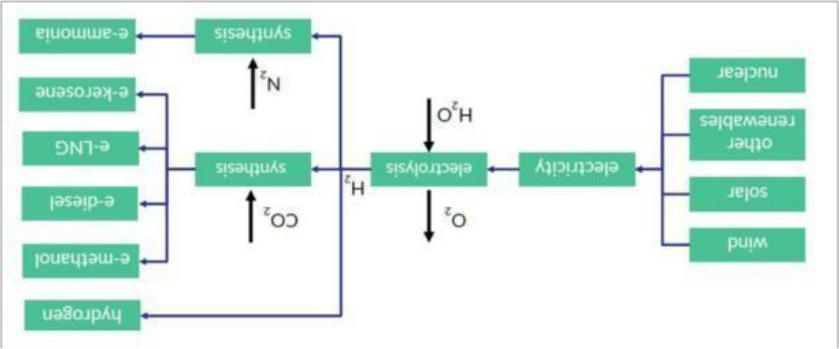 wind
solar
other
renewables
nuclear
electricity
O₂
electrolysis
H₂O
H₂
hydrogen
CO₂
synthesis
N₂
synthesis
e-methanol
e-diesel
e-LNG
e-kerosene
e-ammonia